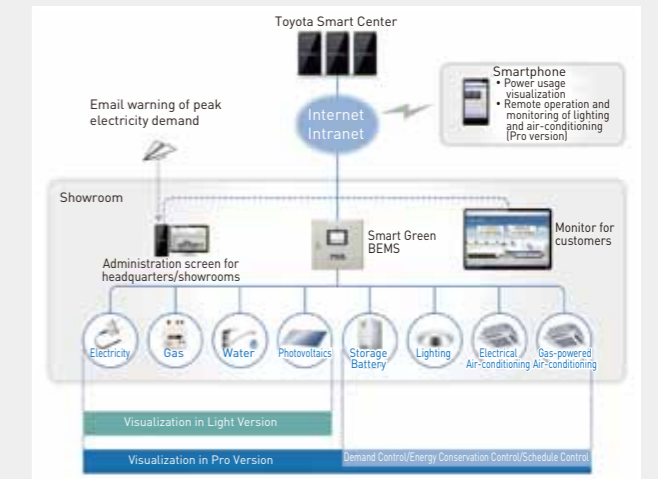 Toyota Smart Center
Smartphone
• Power usage
visualization
• Remote operation and
monitoring of lighting
and air-conditioning
(Pro version)
Email warning of peak
electricity demand
Internet
Intranet
Showroom
Smart Green
BEMS
Monitor for
customers
Administration screen for
headquarters/showrooms
Electricity
Gas
Water
Photovoltaics
Storage
Battery
Lighting
Electrical
Air-conditioning
Gas-powered
Air-conditioning
Visualization in Light Version
Visualization in Pro Version
Demand Control/Energy Conservation Control/Schedule Control